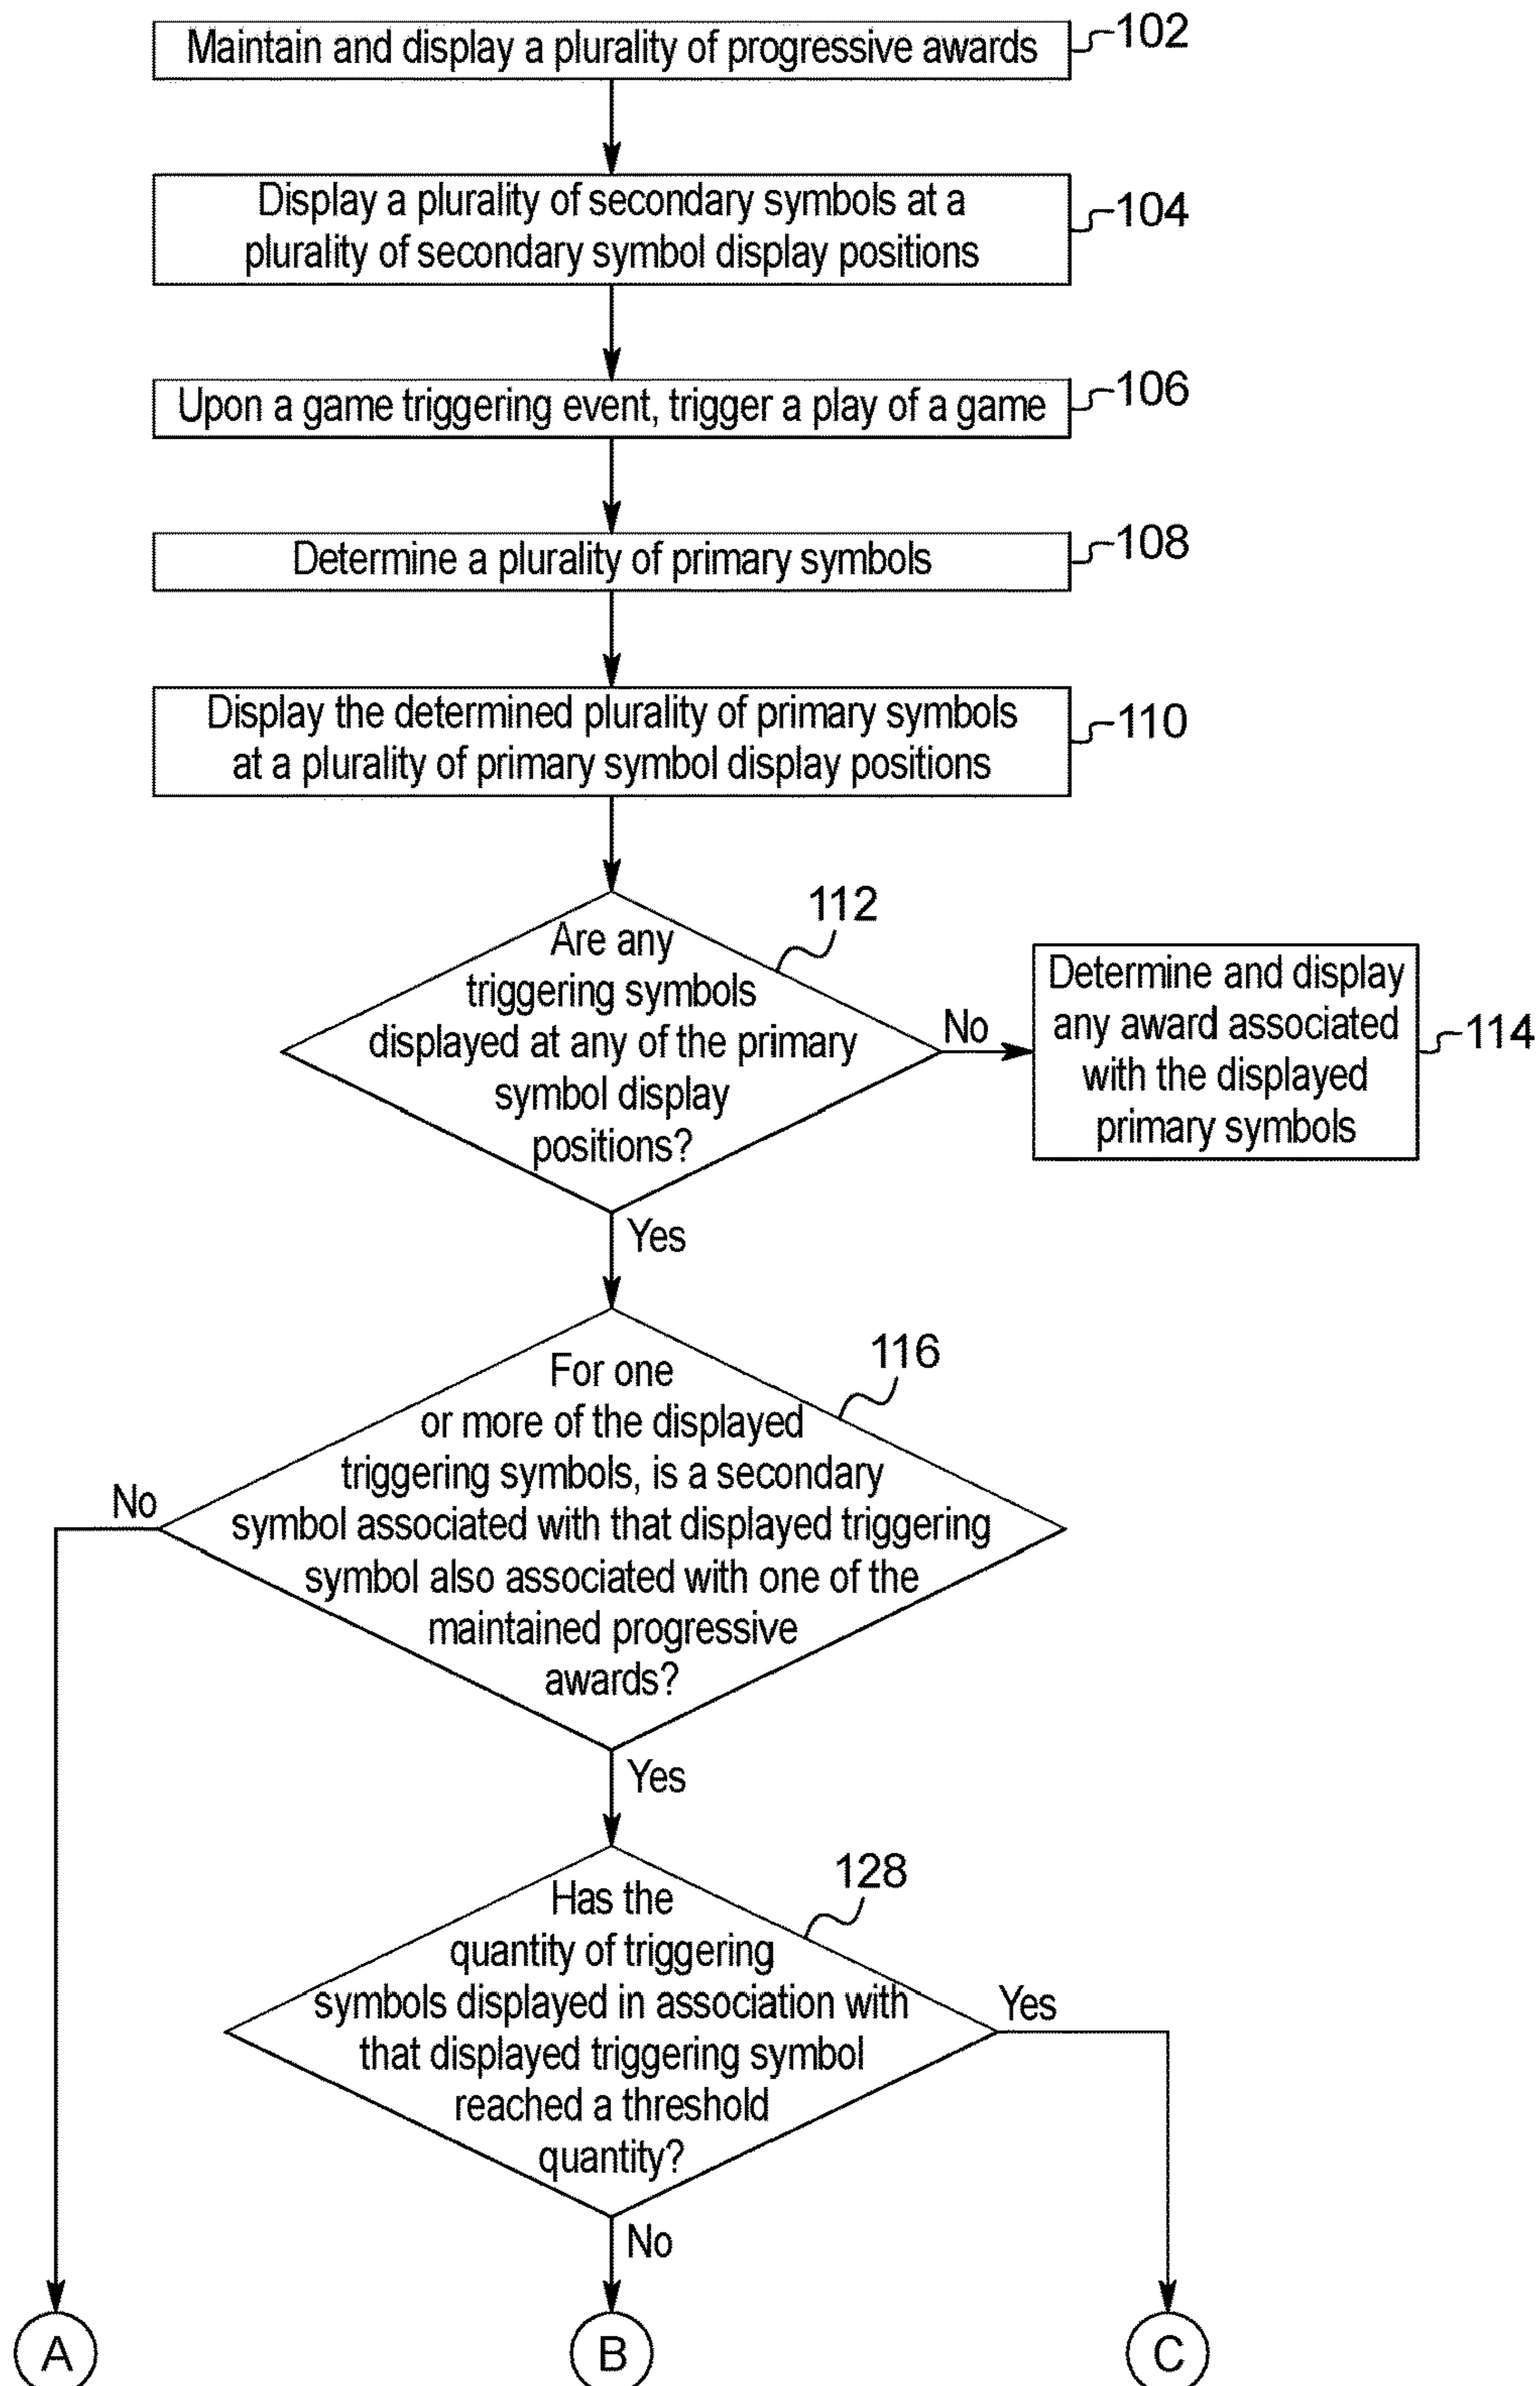 Maintain and display a plurality of progressive awards
102
Display a plurality of secondary symbols at a
plurality of secondary symbol display positions
104
Upon a game triggering event, trigger a play of a game
106
Determine a plurality of primary symbols
108
Display the determined plurality of primary symbols
at a plurality of primary symbol display positions
110
112
Are any
triggering symbols
displayed at any of the primary
symbol display
positions?
No
Determine and display
any award associated
with the displayed
primary symbols
114
Yes
116
For one
or more of the displayed
triggering symbols, is a secondary
symbol associated with that displayed triggering
symbol also associated with one of the
maintained progressive
awards?
No
Yes
128
Has the
quantity of triggering
symbols displayed in association with
that displayed triggering symbol
reached a threshold
quantity?
Yes
No
A
B
C